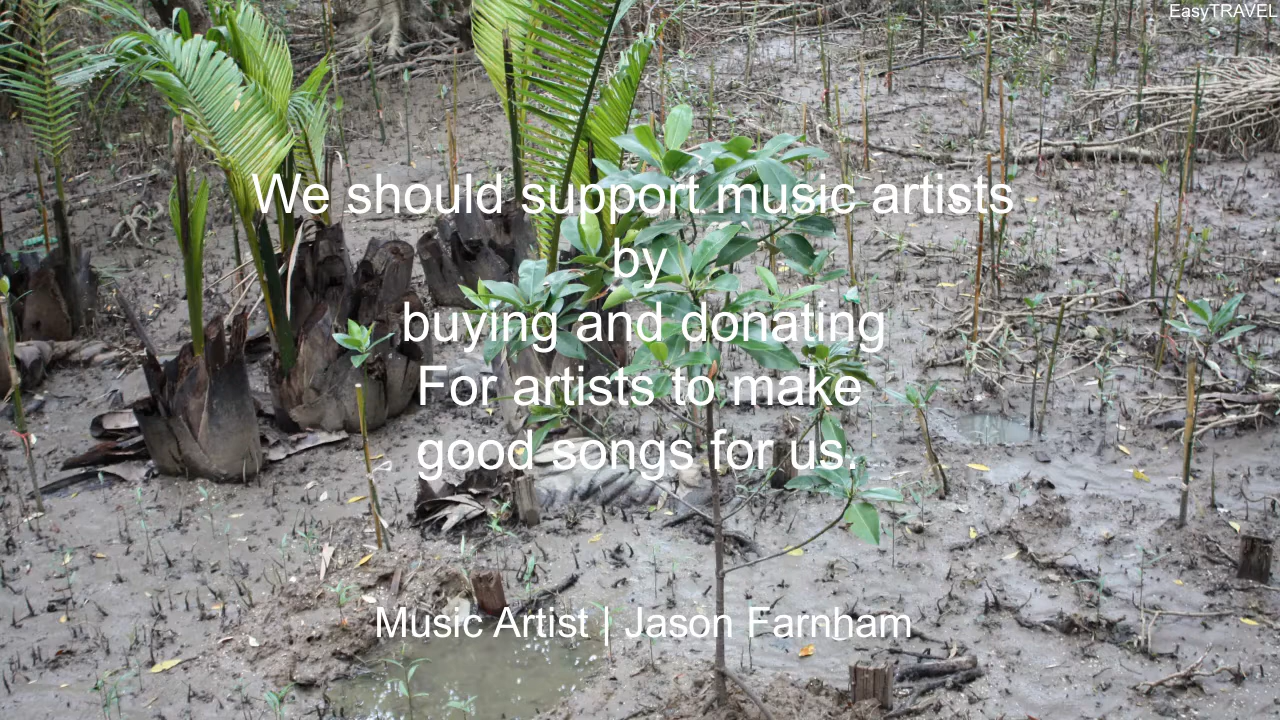 EasyTRAVEL
We should support music artists
by
buying and donating
For artists to make
good songs for us.
Music Artist | Jason Farnham